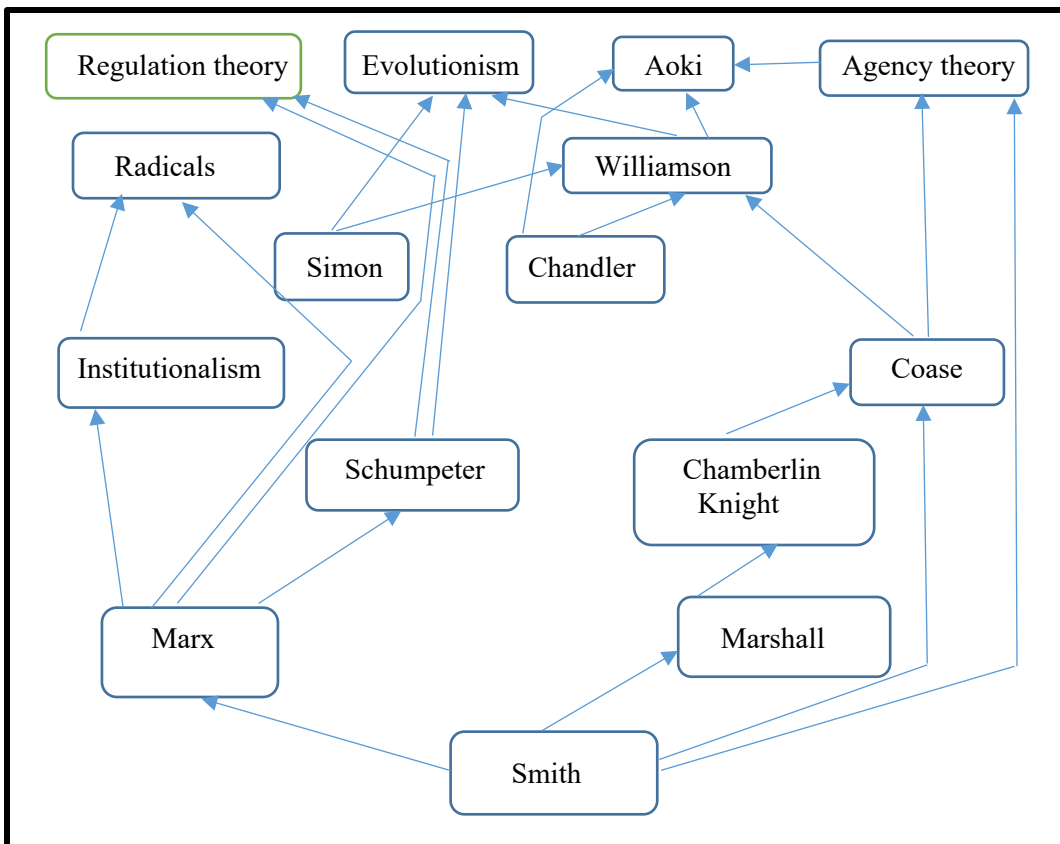 Regulation theory
Evolutionism
Aoki
Agency theory
Radicals
Williamson
Simon
Chandler
Institutionalism
Coase
Schumpeter
Chamberlin
Knight
Marx
Marshall
Smith